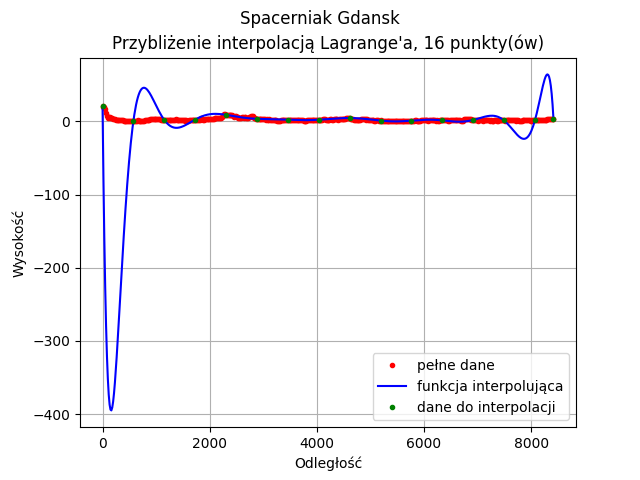 Spacerniak Gdansk
Przybliżenie interpolacją Lagrange'a, 16 punkty(ów)
Wysokość
0
−100
−200
−300
−400
0 2000 4000 6000 8000
Odległość
pełne dane
funkcja interpolująca
dane do interpolacji